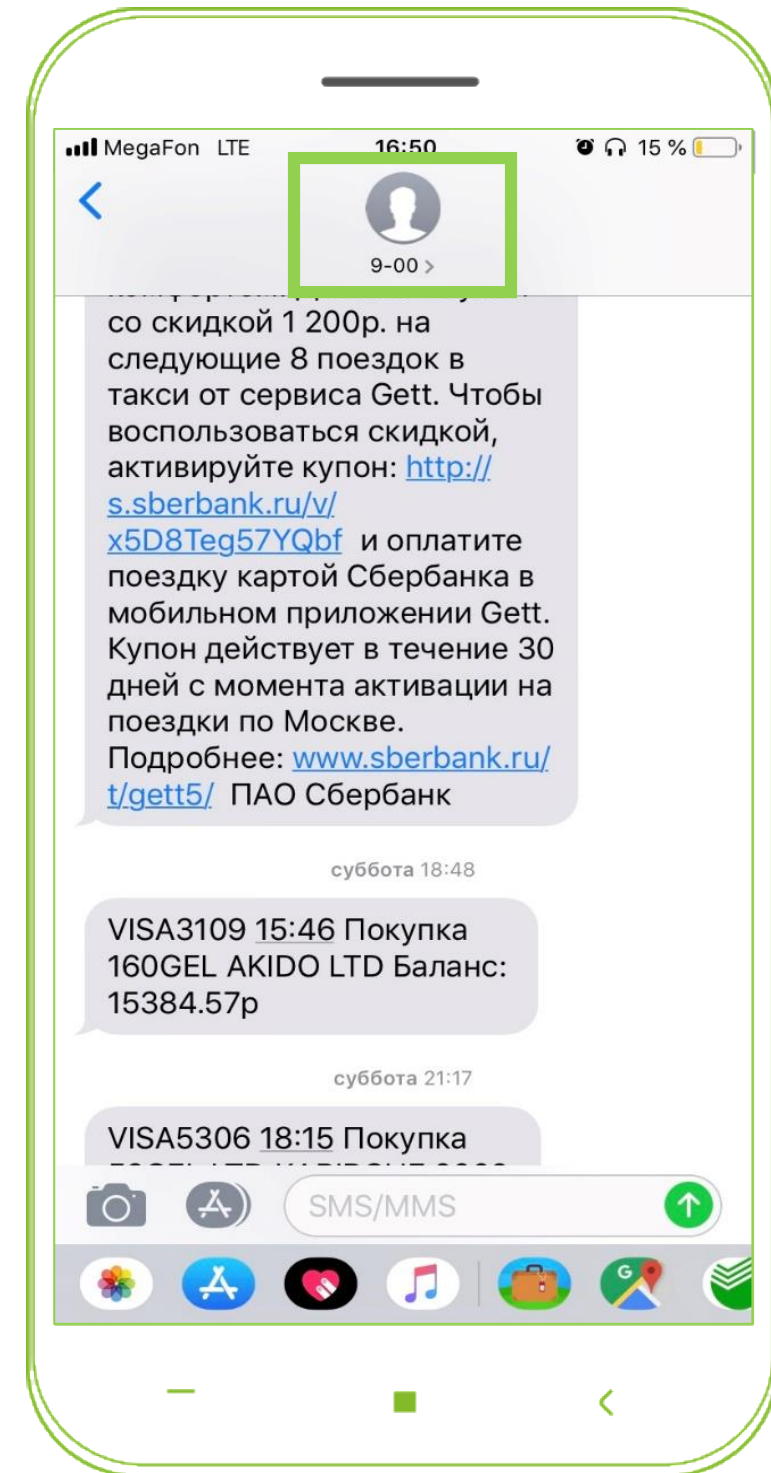 MegaFon LTE 16:50 15 %
9-00 >
со скидкой 1 200р. на
следующие 8 поездок в
такси от сервиса Gett. Чтобы
воспользоваться скидкой,
активируйте купон: http://
s.sberbank.ru/v/
x5D8Teg57YQbf и оплатите
поездку картой Сбербанка в
мобильном приложении Gett.
Купон действует в течение 30
дней с момента активации на
поездки по Москве.
Подробнее: www.sberbank.ru/
t/gett5/ ПАО Сбербанк
суббота 18:48
VISA3109 15:46 Покупка
160GEL AKIDO LTD Баланс:
15384.57р
суббота 21:17
VISA5306 18:15 Покупка
SMS/MMS
G